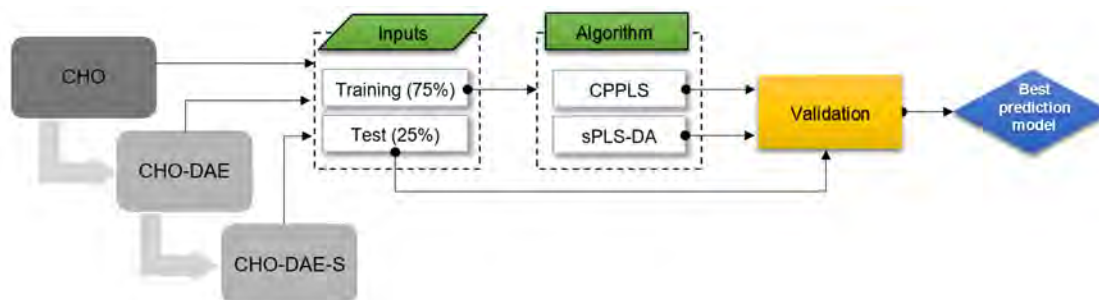 CHO
CHO-DAE
CHO-DAE-S
Inputs
Training (75%)
Test (25%)
Algorithm
CPPLS
sPLS-DA
Validation
Best
prediction
model